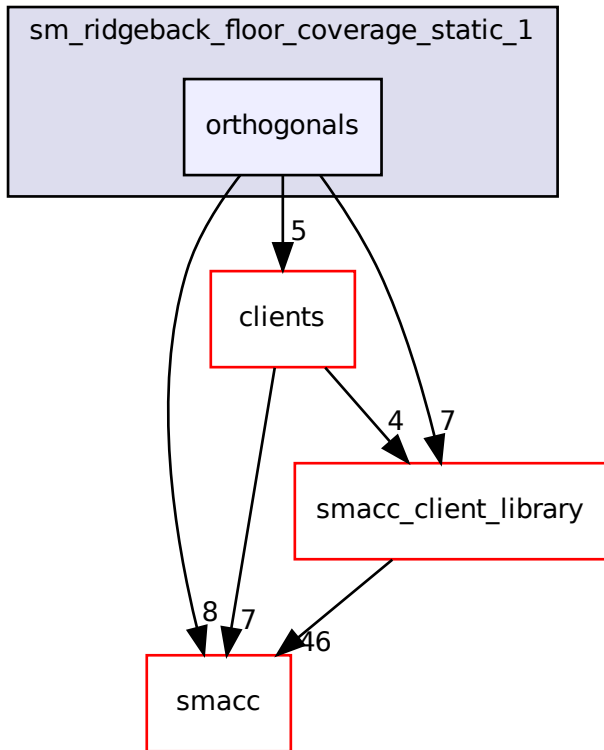 sm_ridgeback_floor_coverage_static_1
orthogonals
5
clients
4
7
smacc_client_library
8
7
46
smacc